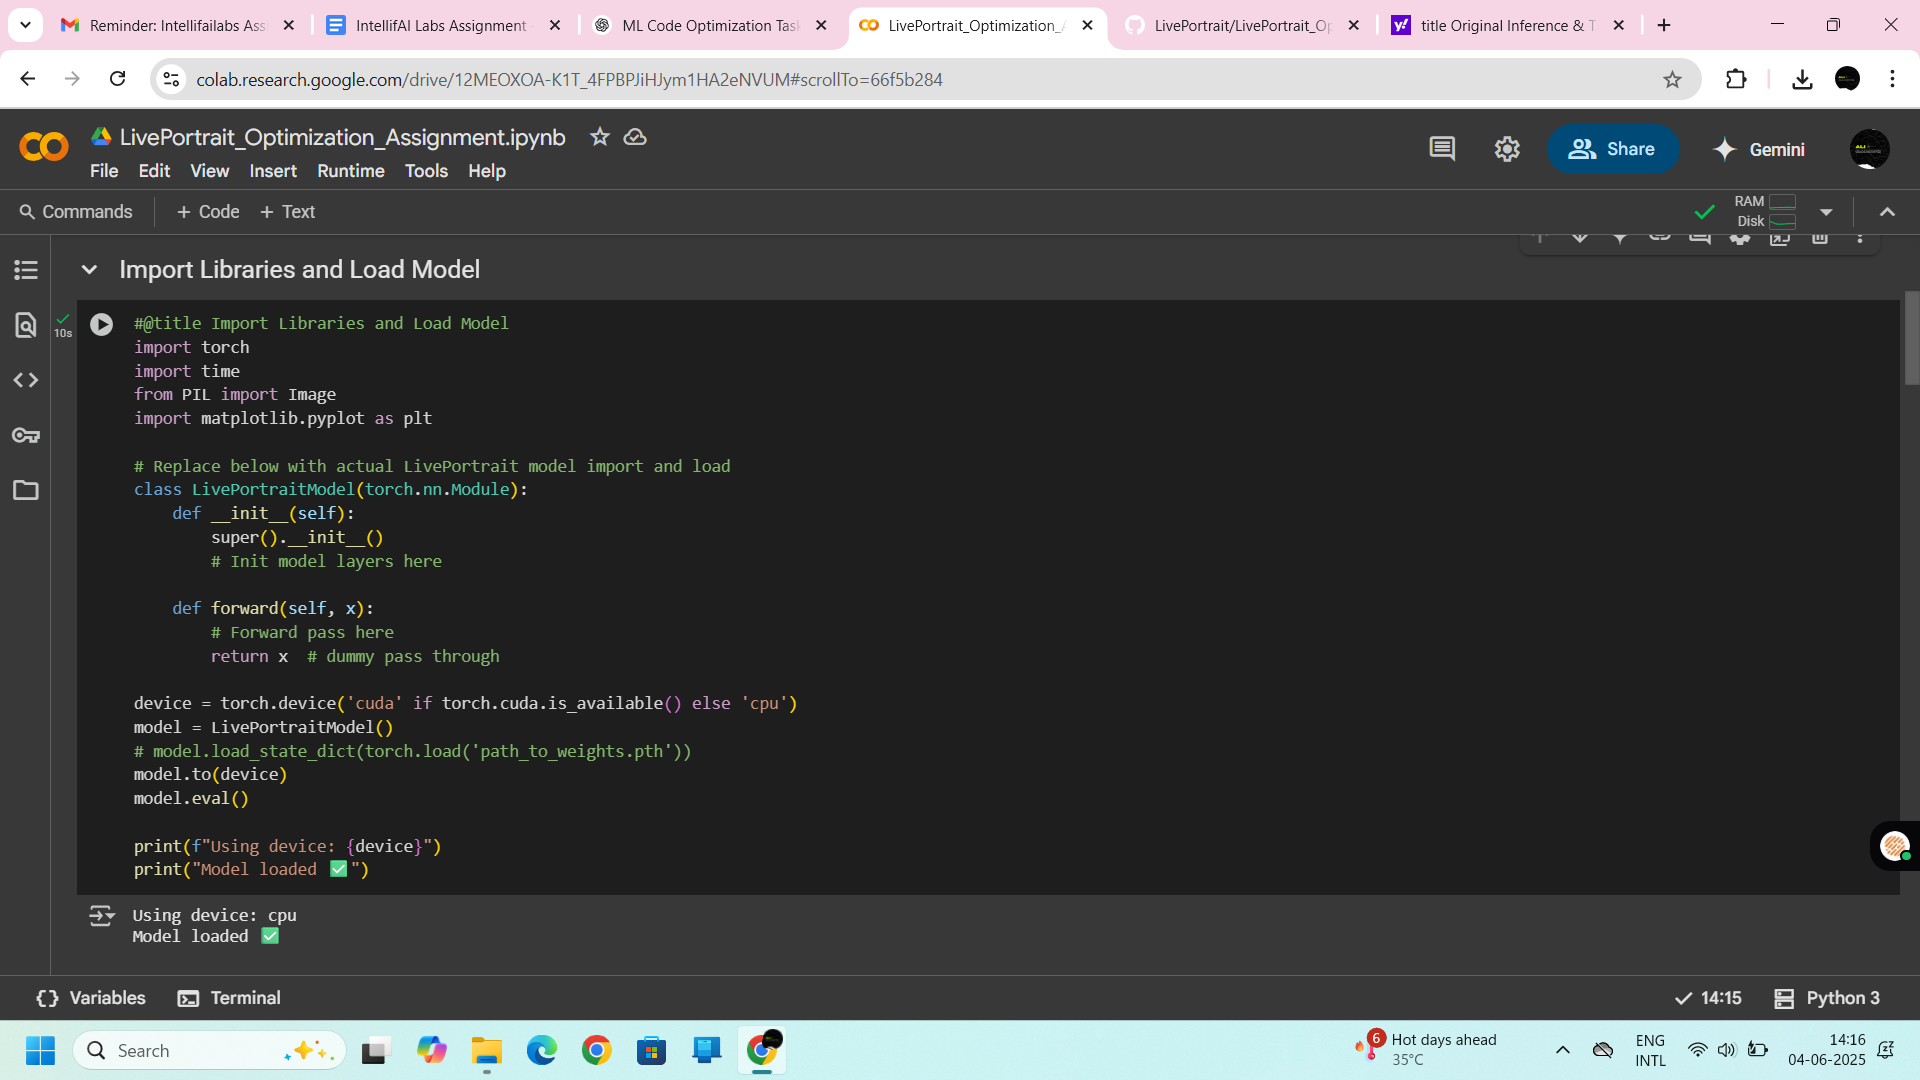 Reminder: Intellifailabs Ass
IntellifAI Labs Assignment
ML Code Optimization Tas
LivePortrait_Optimization_A
LivePortrait/LivePortrait_Op
title Original Inference & T
colab.research.google.com/drive/12MEOXOA-K1T_4FPBPJiHJym1HA2eNVUM#scrollTo=66f5b284
LivePortrait_Optimization_Assignment.ipynb
File Edit View Insert Runtime Tools Help
Share
Gemini
Commands
+ Code + Text
RAM
Disk
Import Libraries and Load Model
10s
#@title Import Libraries and Load Model
import torch
import time
from PIL import Image
import matplotlib.pyplot as plt
# Replace below with actual LivePortrait model import and load
class LivePortraitModel(torch.nn.Module):
def __init__(self):
super().__init__()
# Init model layers here
def forward(self, x):
# Forward pass here
return x  # dummy pass through
device = torch.device('cuda' if torch.cuda.is_available() else 'cpu')
model = LivePortraitModel()
# model.load_state_dict(torch.load('path_to_weights.pth'))
model.to(device)
model.eval()
print(f"Using device: {device}")
print("Model loaded ✅")
Using device: cpu
Model loaded ✅
Variables
Terminal
14:15
Python 3
Search
6
Hot days ahead
35°C
ENG
INTL
14:16
04-06-2025